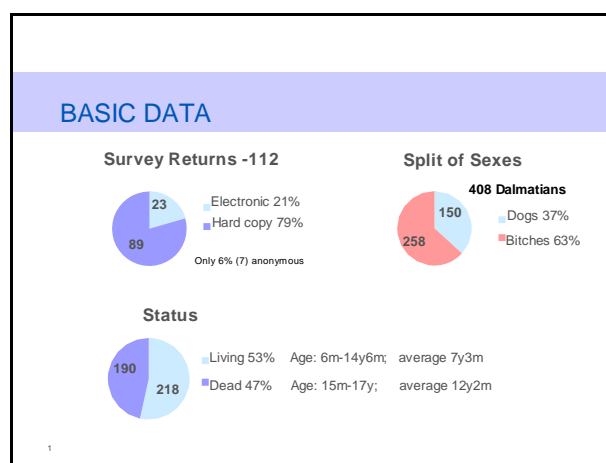 BASIC DATA
Survey Returns -112
23
89
Electronic 21%
Hard copy 79%
Only 6% (7) anonymous
Split of Sexes
408 Dalmatians
150
258
Dogs 37%
Bitches 63%
Status
190
218
Living 53% Age: 6m-14y6m; average 7y3m
Dead 47% Age: 15m-17y; average 12y2m
1